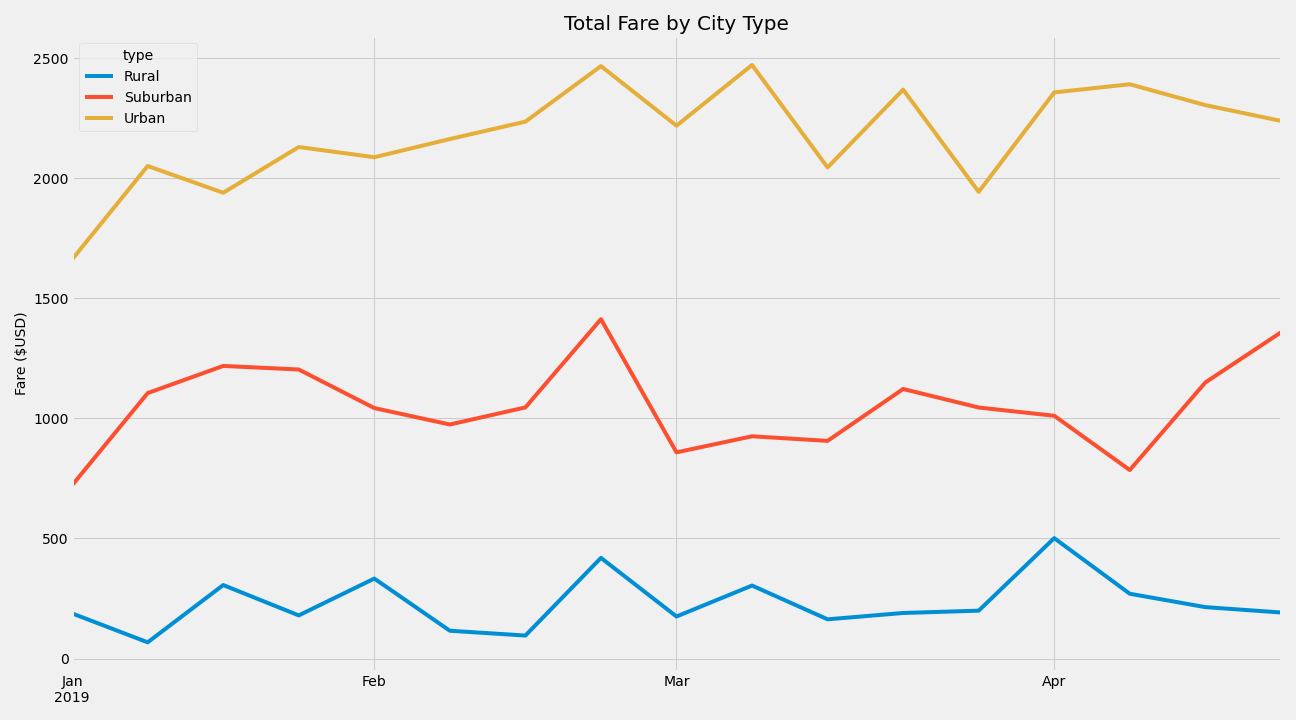 Total Fare by City Type
type
Rural
Suburban
Urban
Fare ($USD)
2500
2000
1500
1000
500
0
Jan
2019
Feb
Mar
Apr